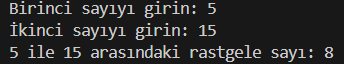 Birinci sayıyı girin: 5
İkinci sayıyı girin: 15
5 ile 15 arasındaki rastgele sayı: 8